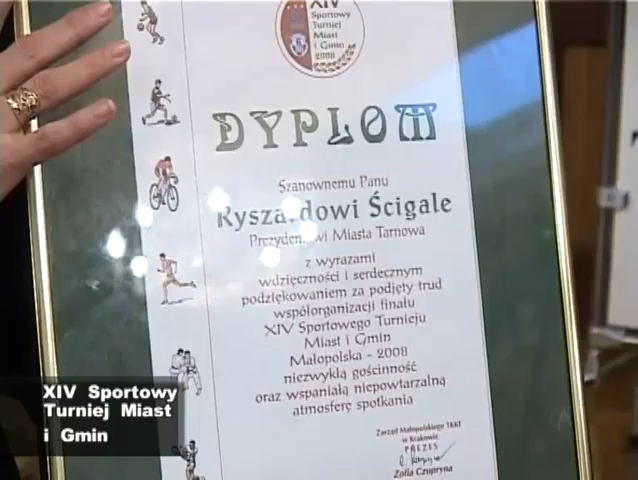 XIV
Sportowy
Turniej
Miast
i Gmin
2008
DYPLOM
Szanownemu Panu
Ryszardowi Ścigale
Prezydentowi Miasta Tarnowa
z wyrazami
wdzięczności i serdecznym
podziękowaniem za podjęty trud
współorganizacji finału
XIV Sportowego Turnieju
Miast i Gmin
Małopolska - 2008
niezwykłą gościnność
oraz wspaniałą niepowtarzalną
atmosferę spotkania
Zarząd Małopolskiego TKKF
w Krakowie
PREZES
Zofia Czupryna
XIV Sportowy
Turniej Miast
i Gmin